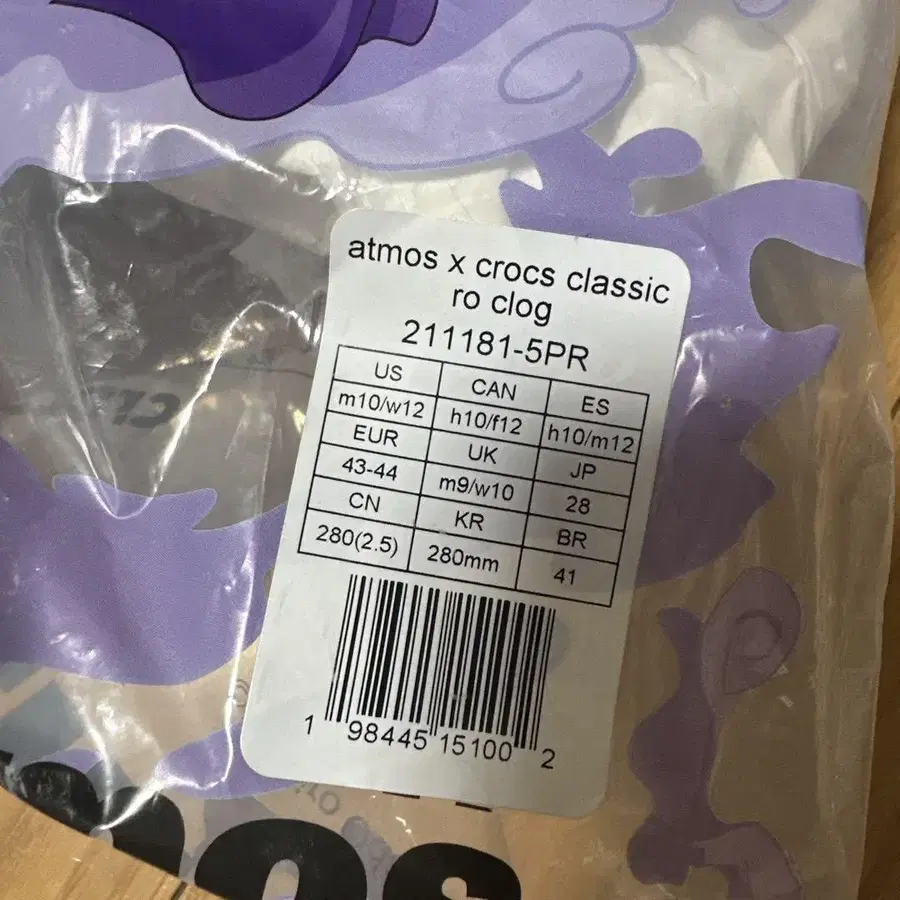 atmos x crocs classic
ro clog
211181-5PR
US CAN ES
m10/w12 h10/f12 h10/m12
EUR UK JP
43-44 m9/w10 28
CN KR BR
280(2.5) 280mm 41
1 98445 15100 2